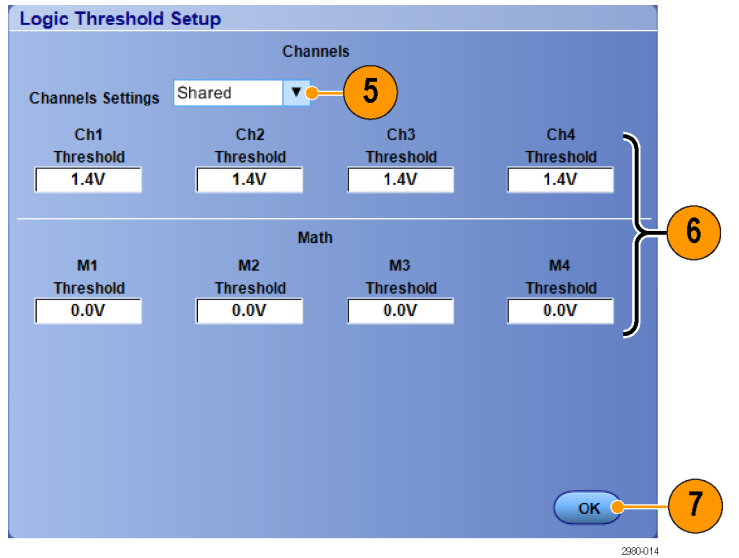 Logic Threshold Setup
Channels
Channels Settings Shared 5
Ch1 Ch2 Ch3 Ch4
Threshold Threshold Threshold Threshold
1.4V 1.4V 1.4V 1.4V
6
Math
M1 M2 M3 M4
Threshold Threshold Threshold Threshold
0.0V 0.0V 0.0V 0.0V
OK 7
2980-014